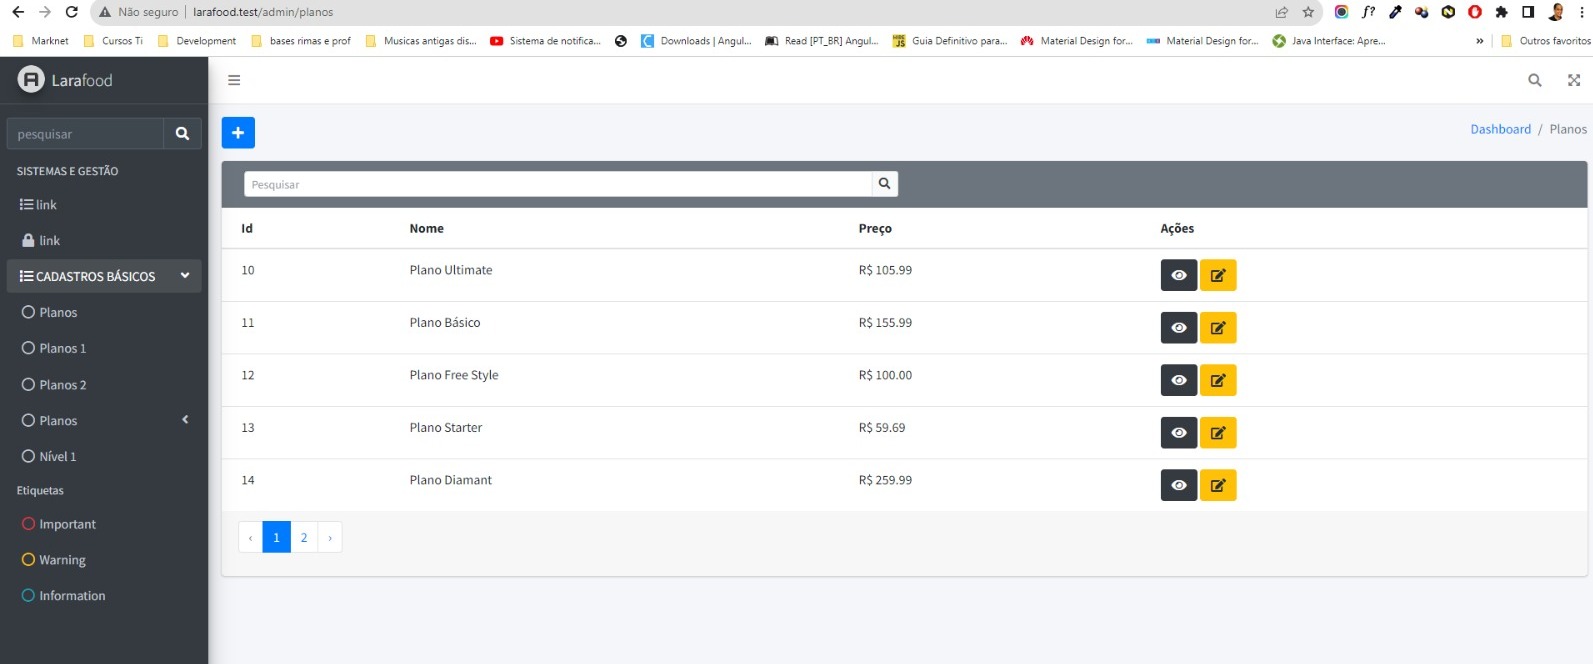 Não seguro | larafood.test/admin/planos
f?
Marknet Cursos Ti Development bases rimas e prof Musicas antigas dis... Sistema de notifica... Downloads | Angul... Read [PT_BR] Angul... Guia Definitivo para... Material Design for... Material Design for... Java Interface: Apre... » Outros favoritos
Larafood
pesquisar
SISTEMAS E GESTÃO
link
link
CADASTROS BÁSICOS
Planos
Planos 1
Planos 2
Planos
Nível 1
Etiquetas
Important
Warning
Information
Dashboard / Planos
Pesquisar
Id Nome Preço Ações
10 Plano Ultimate R$ 105.99
11 Plano Básico R$ 155.99
12 Plano Free Style R$ 100.00
13 Plano Starter R$ 59.69
14 Plano Diamant R$ 259.99
‹ 1 2 ›